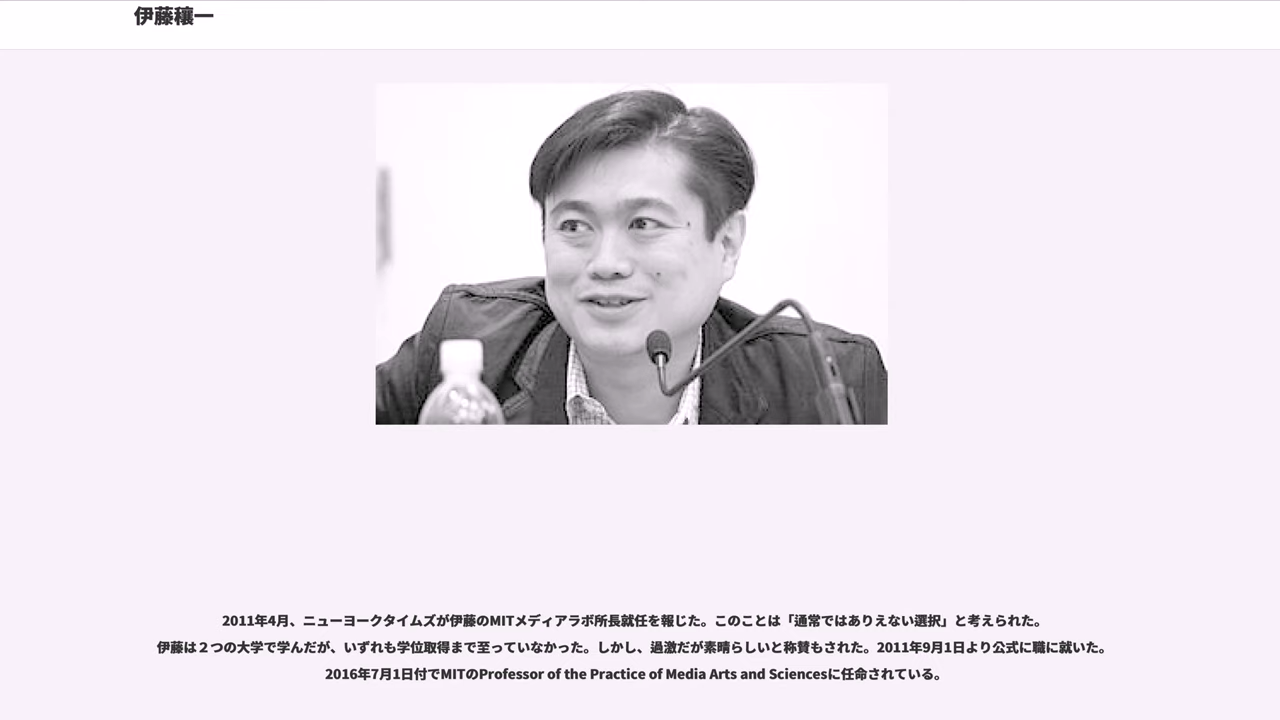 伊藤穰一
2011年4月、ニューヨークタイムズが伊藤のMITメディアラボ所長就任を報じた。このことは「通常ではありえない選択」と考えられた。
伊藤は２つの大学で学んだが、いずれも学位取得まで至っていなかった。しかし、過激だが素晴らしいと称賛もされた。2011年9月1日より公式に職に就いた。
2016年7月1日付でMITのProfessor of the Practice of Media Arts and Sciencesに任命されている。